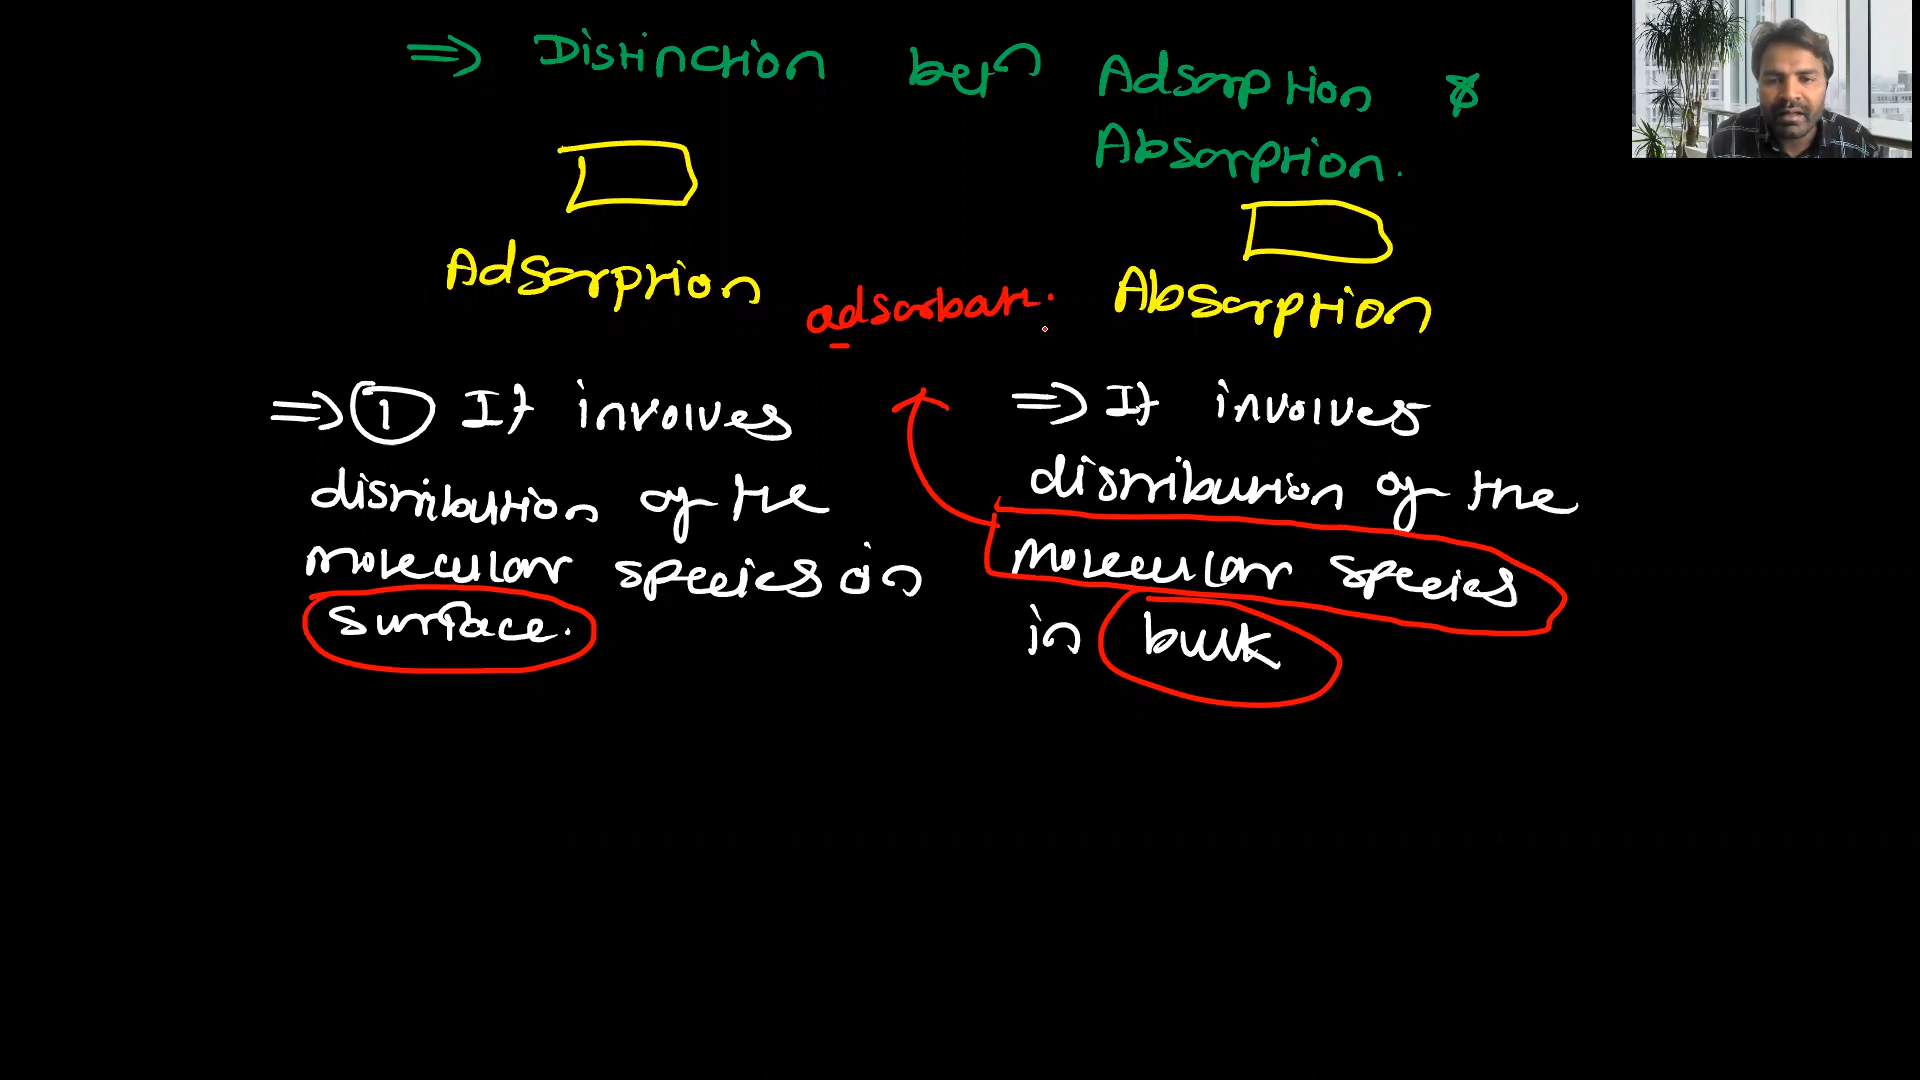 ⇒ Distinction betn Adsorption &
Absorption.
Adsorption
adsorbate.
Absorption
⇒ ① It involves
distribution of the
molecular species in
surface.
⇒ It involves
distribution of the
molecular species
in bulk